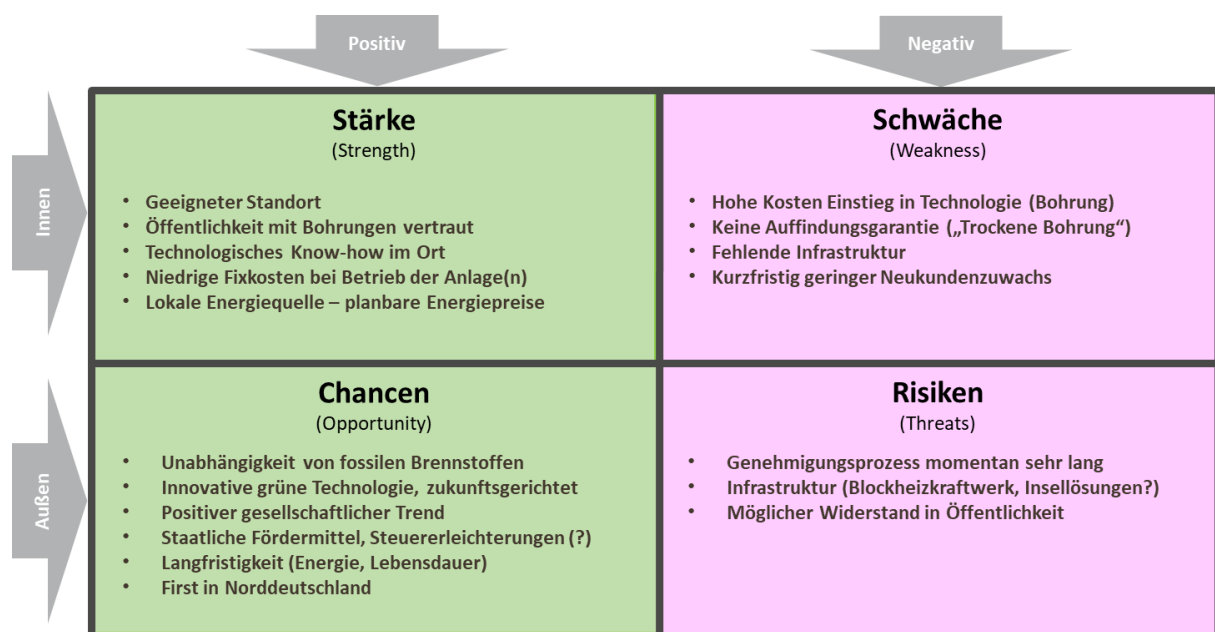 Positiv
Negativ
Innen
Stärke
(Strength)
• Geeigneter Standort
• Öffentlichkeit mit Bohrungen vertraut
• Technologisches Know-how im Ort
• Niedrige Fixkosten bei Betrieb der Anlage(n)
• Lokale Energiequelle – planbare Energiepreise
Schwäche
(Weakness)
• Hohe Kosten Einstieg in Technologie (Bohrung)
• Keine Auffindungsgarantie („Trockene Bohrung“)
• Fehlende Infrastruktur
• Kurzfristig geringer Neukundenzuwachs
Außen
Chancen
(Opportunity)
• Unabhängigkeit von fossilen Brennstoffen
• Innovative grüne Technologie, zukunftsgerichtet
• Positiver gesellschaftlicher Trend
• Staatliche Fördermittel, Steuererleichterungen (?)
• Langfristigkeit (Energie, Lebensdauer)
• First in Norddeutschland
Risiken
(Threats)
• Genehmigungsprozess momentan sehr lang
• Infrastruktur (Blockheizkraftwerk, Insellösungen?)
• Möglicher Widerstand in Öffentlichkeit